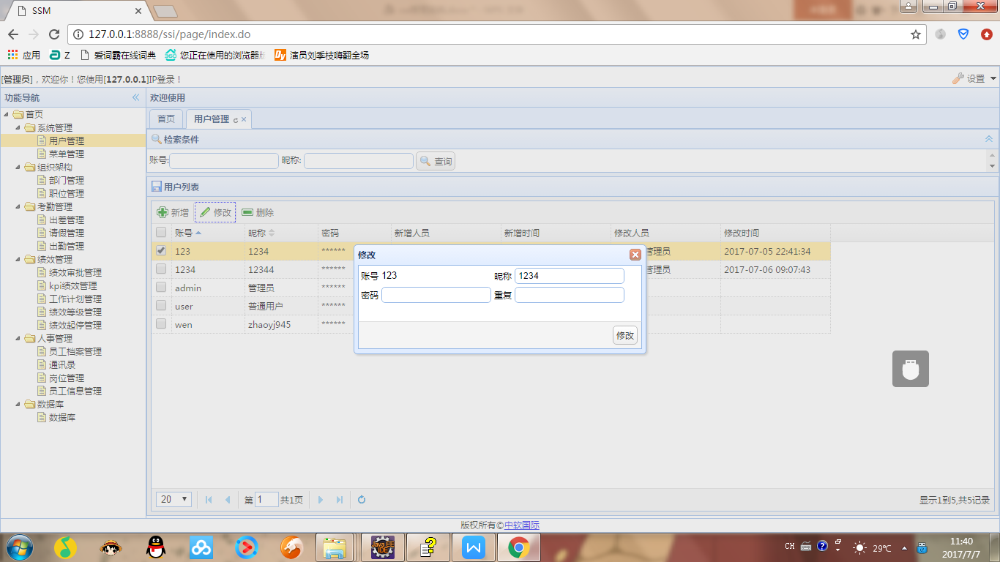 SSM
127.0.0.1:8888/ssi/page/index.do
应用 Z 爱词霸在线词典 您正在使用的浏览器版 演员刘季枝嗨翻全场
[管理员]，欢迎你！您使用[127.0.0.1]IP登录！ 设置
功能导航 欢迎使用
首页
系统管理
用户管理
菜单管理
组织架构
部门管理
职位管理
考勤管理
出差管理
请假管理
出勤管理
绩效管理
绩效审批管理
kpi绩效管理
工作计划管理
绩效等级管理
绩效起停管理
人事管理
员工档案管理
通讯录
岗位管理
员工信息管理
数据库
数据库
首页 用户管理
检索条件
账号: 昵称: 查询
用户列表
新增 修改 删除
账号 昵称 密码 新增人员 新增时间 修改人员 修改时间
123 1234 ****** 管理员 2017-07-05 22:41:34
1234 12344 ****** 管理员 2017-07-06 09:07:43
admin 管理员 ******
user 普通用户 ******
wen zhaoyj945 ******
修改
账号 123 昵称 1234
密码 重复
修改
20 第 1 共1页 显示1到5,共5记录
版权所有©中软国际
Java EE
IDE
CH 29℃ 11:40
2017/7/7